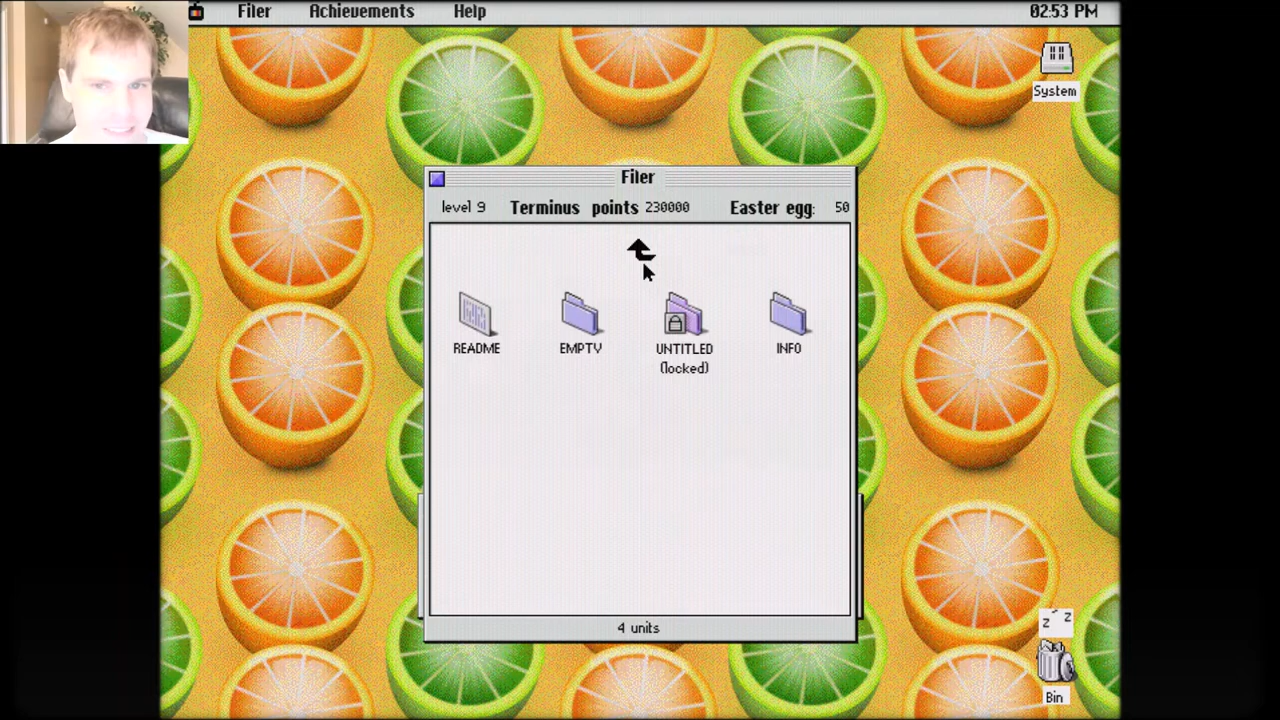 Filer Achievements Help 02:53 PM
System
Filer
level 9 Terminus points 230000 Easter egg: 50
README EMPTY UNTITLED (locked) INFO
4 units
z z
Bin